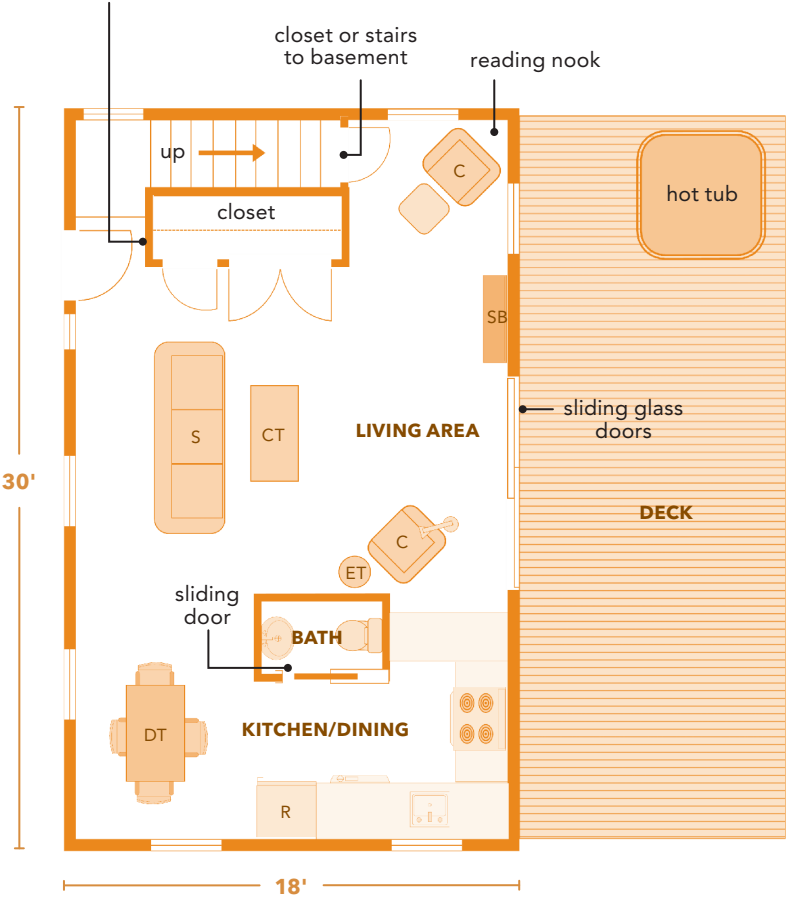 closet or stairs
to basement
reading nook
up
C
hot tub
closet
SB
sliding glass
doors
LIVING AREA
S
CT
30'
DECK
C
ET
sliding
door
BATH
KITCHEN/DINING
DT
R
18'